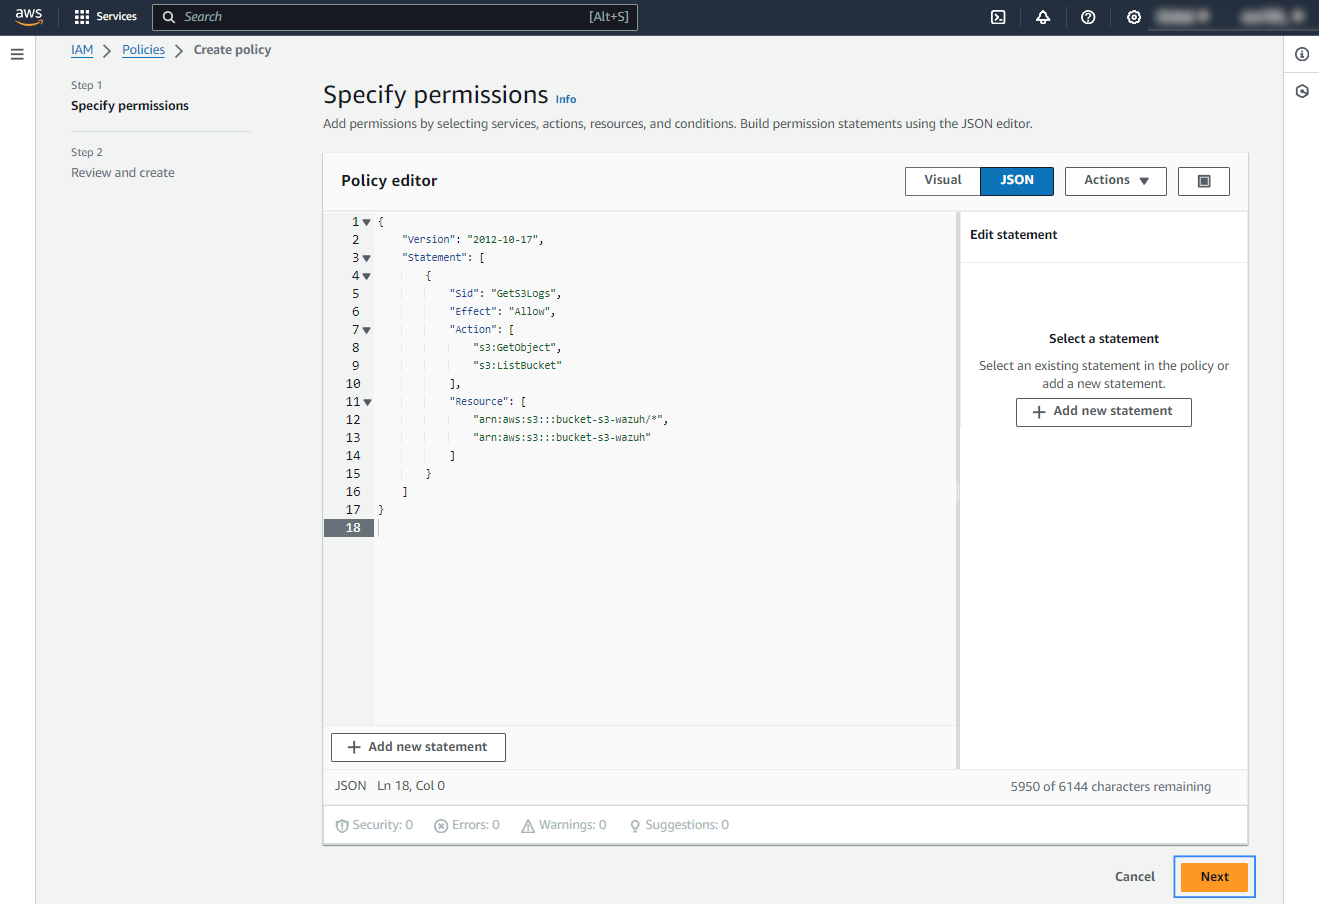 aws Services Search [Alt+S]
IAM Policies Create policy
Step 1
Specify permissions
Step 2
Review and create
Specify permissions Info
Add permissions by selecting services, actions, resources, and conditions. Build permission statements using the JSON editor.
Policy editor Visual JSON Actions
1 {
2 "Version": "2012-10-17",
3 "Statement": [
4 {
5 "Sid": "GetS3Logs",
6 "Effect": "Allow",
7 "Action": [
8 "s3:GetObject",
9 "s3:ListBucket"
10 ],
11 "Resource": [
12 "arn:aws:s3:::bucket-s3-wazuh/*",
13 "arn:aws:s3:::bucket-s3-wazuh"
14 ]
15 }
16 ]
17 }
18
Edit statement
Select a statement
Select an existing statement in the policy or
add a new statement.
Add new statement
Add new statement
JSON Ln 18, Col 0
5950 of 6144 characters remaining
Security: 0 Errors: 0 Warnings: 0 Suggestions: 0
Cancel Next